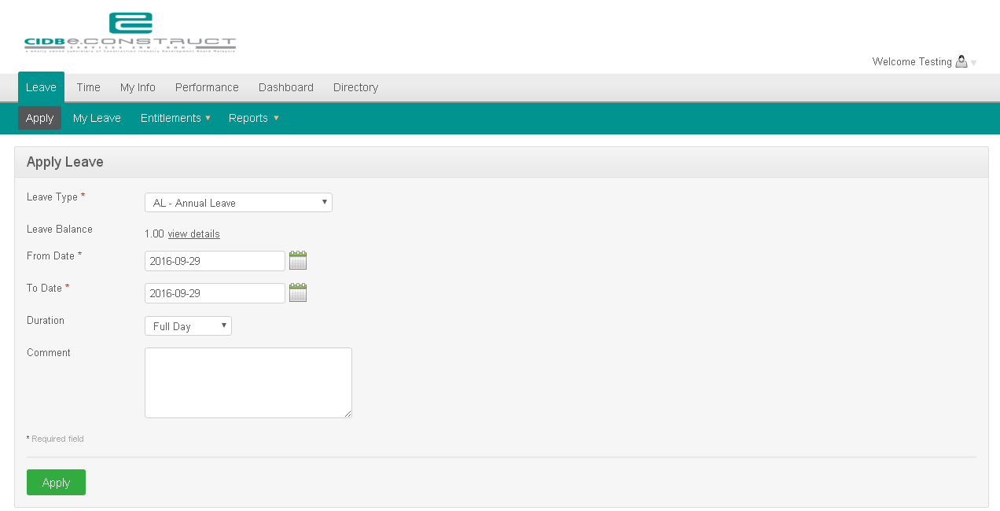 CIDB e.CONSTRUCT
SERVICES SDN. BHD.
a wholly owned subsidiary of Construction Industry Development Board Malaysia
Welcome Testing
Leave Time My Info Performance Dashboard Directory
Apply My Leave Entitlements Reports
Apply Leave
Leave Type * AL - Annual Leave
Leave Balance 1.00 view details
From Date * 2016-09-29
To Date * 2016-09-29
Duration Full Day
Comment
* Required field
Apply